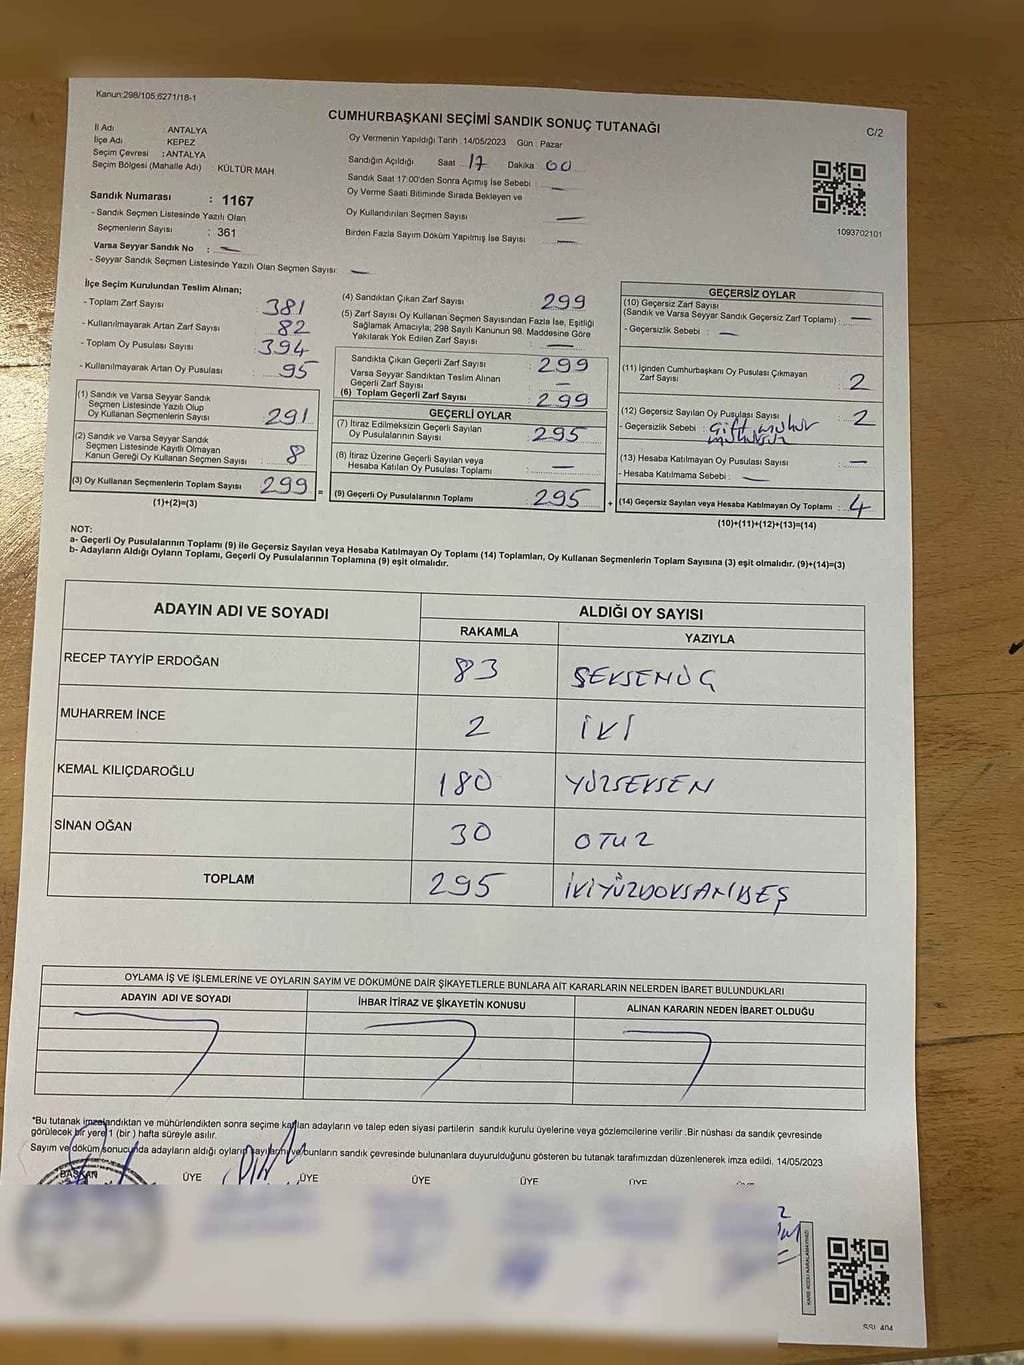 Kanun:298/105,6271/18-1
CUMHURBAŞKANI SEÇİMİ SANDIK SONUÇ TUTANAĞI
C/2
İl Adı : ANTALYA
İlçe Adı : KEPEZ
Seçim Çevresi : ANTALYA
Seçim Bölgesi (Mahalle Adı) : KÜLTÜR MAH
Oy Vermenin Yapıldığı Tarih :14/05/2023 Gün : Pazar
Sandığın Açıldığı Saat : 17 Dakika : 00
Sandık Saat 17:00'den Sonra Açımış İse Sebebi : —
Oy Verme Saati Bitiminde Sırada Bekleyen ve
Oy Kullandırılan Seçmen Sayısı —
Birden Fazla Sayım Döküm Yapılmış İse Sayısı : —
1093702101
Sandık Numarası : 1167
- Sandık Seçmen Listesinde Yazılı Olan
Seçmenlerin Sayısı : 361
Varsa Seyyar Sandık No : —
- Seyyar Sandık Seçmen Listesinde Yazılı Olan Seçmen Sayısı: —
İlçe Seçim Kurulundan Teslim Alınan;
- Toplam Zarf Sayısı : 381
- Kullanılmayarak Artan Zarf Sayısı : 82
- Toplam Oy Pusulası Sayısı : 394
- Kullanılmayarak Artan Oy Pusulası : 95
(1) Sandık ve Varsa Seyyar Sandık
Seçmen Listesinde Yazılı Olup
Oy Kullanan Seçmenlerin Sayısı : 291
(2) Sandık ve Varsa Seyyar Sandık
Seçmen Listesinde Kayıtlı Olmayan
Kanun Gereği Oy Kullanan Seçmen Sayısı : 8
(3) Oy Kullanan Seçmenlerin Toplam Sayısı : 299 =
(1)+(2)=(3)
(4) Sandıktan Çıkan Zarf Sayısı : 299
(5) Zarf Sayısı Oy Kullanan Seçmen Sayısından Fazla İse, Eşitliği
Sağlamak Amacıyla; 298 Sayılı Kanunun 98. Maddesine Göre
Yakılarak Yok Edilen Zarf Sayısı : —
Sandıkta Çıkan Geçerli Zarf Sayısı : 299
Varsa Seyyar Sandıktan Teslim Alınan
Geçerli Zarf Sayısı : —
(6) Toplam Geçerli Zarf Sayısı : 299
GEÇERLİ OYLAR
(7) İtiraz Edilmeksizin Geçerli Sayılan
Oy Pusulalarının Sayısı : 295
(8) İtiraz Üzerine Geçerli Sayılan veya
Hesaba Katılan Oy Pusulası Toplamı : —
(9) Geçerli Oy Pusulalarının Toplamı : 295 +
GEÇERSİZ OYLAR
(10) Geçersiz Zarf Sayısı
(Sandık ve Varsa Seyyar Sandık Geçersiz Zarf Toplamı) : —
- Geçersizlik Sebebi : —
(11) İçinden Cumhurbaşkanı Oy Pusulası Çıkmayan
Zarf Sayısı : 2
(12) Geçersiz Sayılan Oy Pusulası Sayısı : 2
- Geçersizlik Sebebi : Çift mühür
mühürsüz
(13) Hesaba Katılmayan Oy Pusulası Sayısı : —
- Hesaba Katılmama Sebebi : —
(14) Geçersiz Sayılan veya Hesaba Katılmayan Oy Toplamı : 4
(10)+(11)+(12)+(13)=(14)
NOT:
a- Geçerli Oy Pusulalarının Toplamı (9) ile Geçersiz Sayılan veya Hesaba Katılmayan Oy Toplamı (14) Toplamları, Oy Kullanan Seçmenlerin Toplam Sayısına (3) eşit olmalıdır. (9)+(14)=(3)
b- Adayların Aldığı Oyların Toplamı, Geçerli Oy Pusulalarının Toplamına (9) eşit olmalıdır.
ADAYIN ADI VE SOYADI
ALDIĞI OY SAYISI
RAKAMLA YAZIYLA
RECEP TAYYİP ERDOĞAN 83 SEKSENÜÇ
MUHARREM İNCE 2 İKİ
KEMAL KILIÇDAROĞLU 180 YÜZSEKSEN
SİNAN OĞAN 30 OTUZ
TOPLAM 295 İKİYÜZDOKSANBEŞ
OYLAMA İŞ VE İŞLEMLERİNE VE OYLARIN SAYIM VE DÖKÜMÜNE DAİR ŞİKAYETLERLE BUNLARA AİT KARARLARIN NELERDEN İBARET BULUNDUKLARI
ADAYIN ADI VE SOYADI İHBAR İTİRAZ VE ŞİKAYETİN KONUSU ALINAN KARARIN NEDEN İBARET OLDUĞU
*Bu tutanak imzalandıktan ve mühürlendikten sonra seçime katılan adayların ve talep eden siyasi partilerin sandık kurulu üyelerine veya gözlemcilerine verilir .Bir nüshası da sandık çevresinde
görülecek bir yere 1 (bir ) hafta süreyle asılır.
Sayım ve döküm sonucunda adayların aldığı oyların sayıları ve bunların sandık çevresinde bulunanlara duyurulduğunu gösteren bu tutanak tarafımızdan düzenlenerek imza edildi. 14/05/2023
BAŞKAN ÜYE ÜYE ÜYE ÜYE ÜYE
KARE KODU KARALAMAYINIZ!